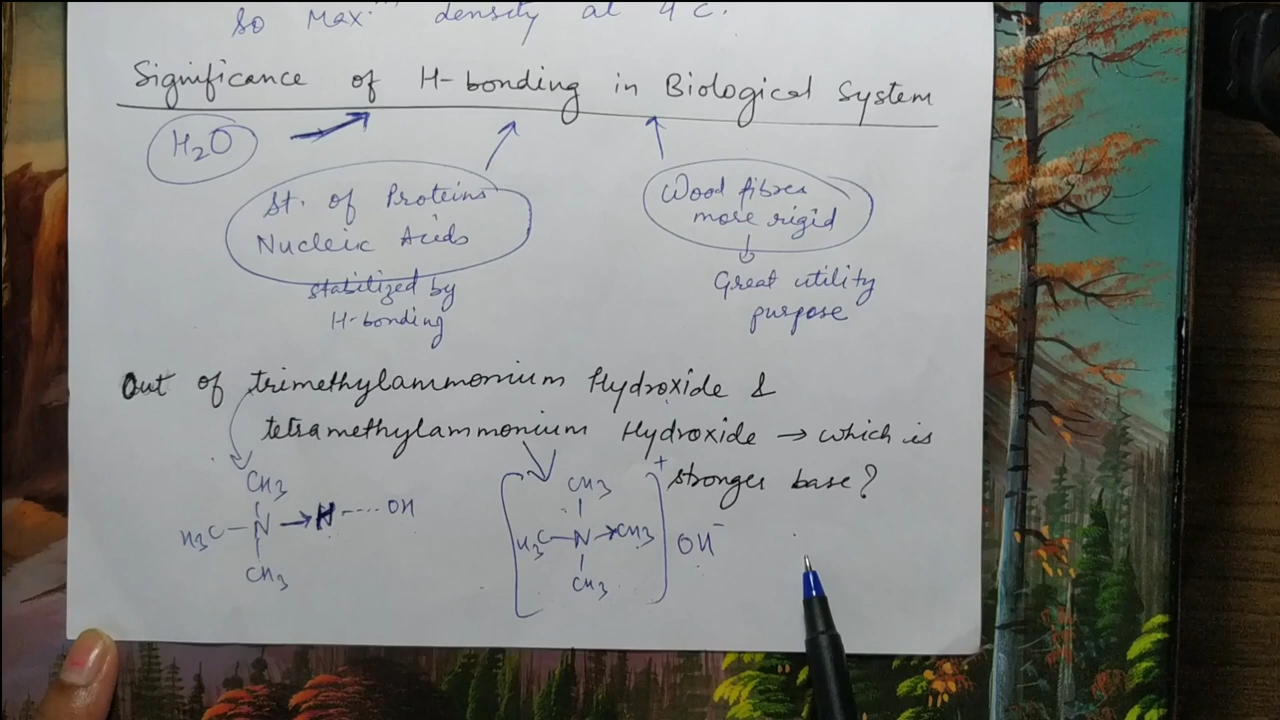 so Max.m density at 4°C.
Significance of H-bonding in Biological System
H2O
St. of Proteins
Nucleic Acids
stabilized by
H-bonding
Wood fibres
more rigid
Great utility
purpose
Out of trimethylammonium Hydroxide &
tetramethylammonium Hydroxide → which is
stronger base?
CH3
H3C-N→H----OH
CH3
[CH3
H3C-N→CH3
CH3]+ OH-